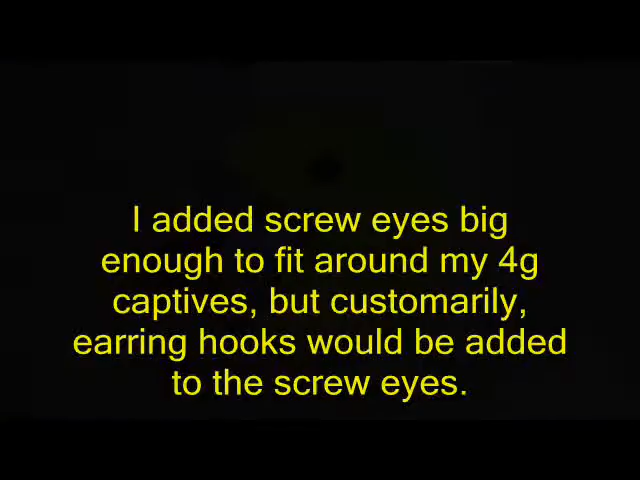 I added screw eyes big
enough to fit around my 4g
captives, but customarily,
earring hooks would be added
to the screw eyes.